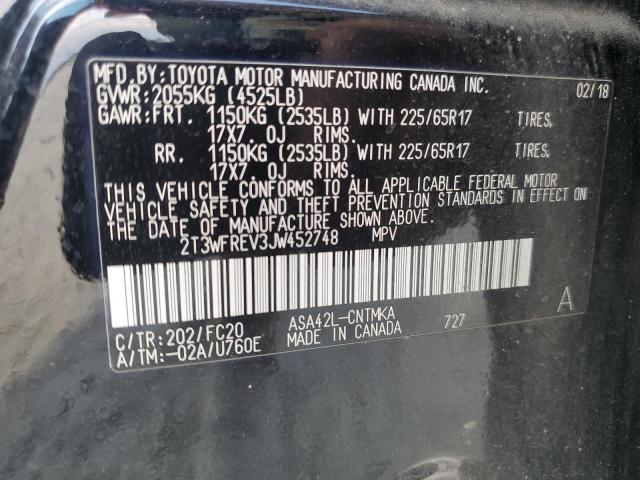 MFD.BY:TOYOTA MOTOR MANUFACTURING CANADA INC.
GVWR:2055KG (4525LB) 02/18
GAWR:FRT. 1150KG (2535LB) WITH 225/65R17 TIRES,
17X7.0J RIMS.
RR. 1150KG (2535LB) WITH 225/65R17 TIRES,
17X7.0J RIMS.
THIS VEHICLE CONFORMS TO ALL APPLICABLE FEDERAL MOTOR
VEHICLE SAFETY AND THEFT PREVENTION STANDARDS IN EFFECT ON
THE DATE OF MANUFACTURE SHOWN ABOVE.
2T3WFREV3JW452748 MPV
C/TR:202/FC20 ASA42L-CNTMKA 727 A
A/TM:-02A/U760E MADE IN CANADA